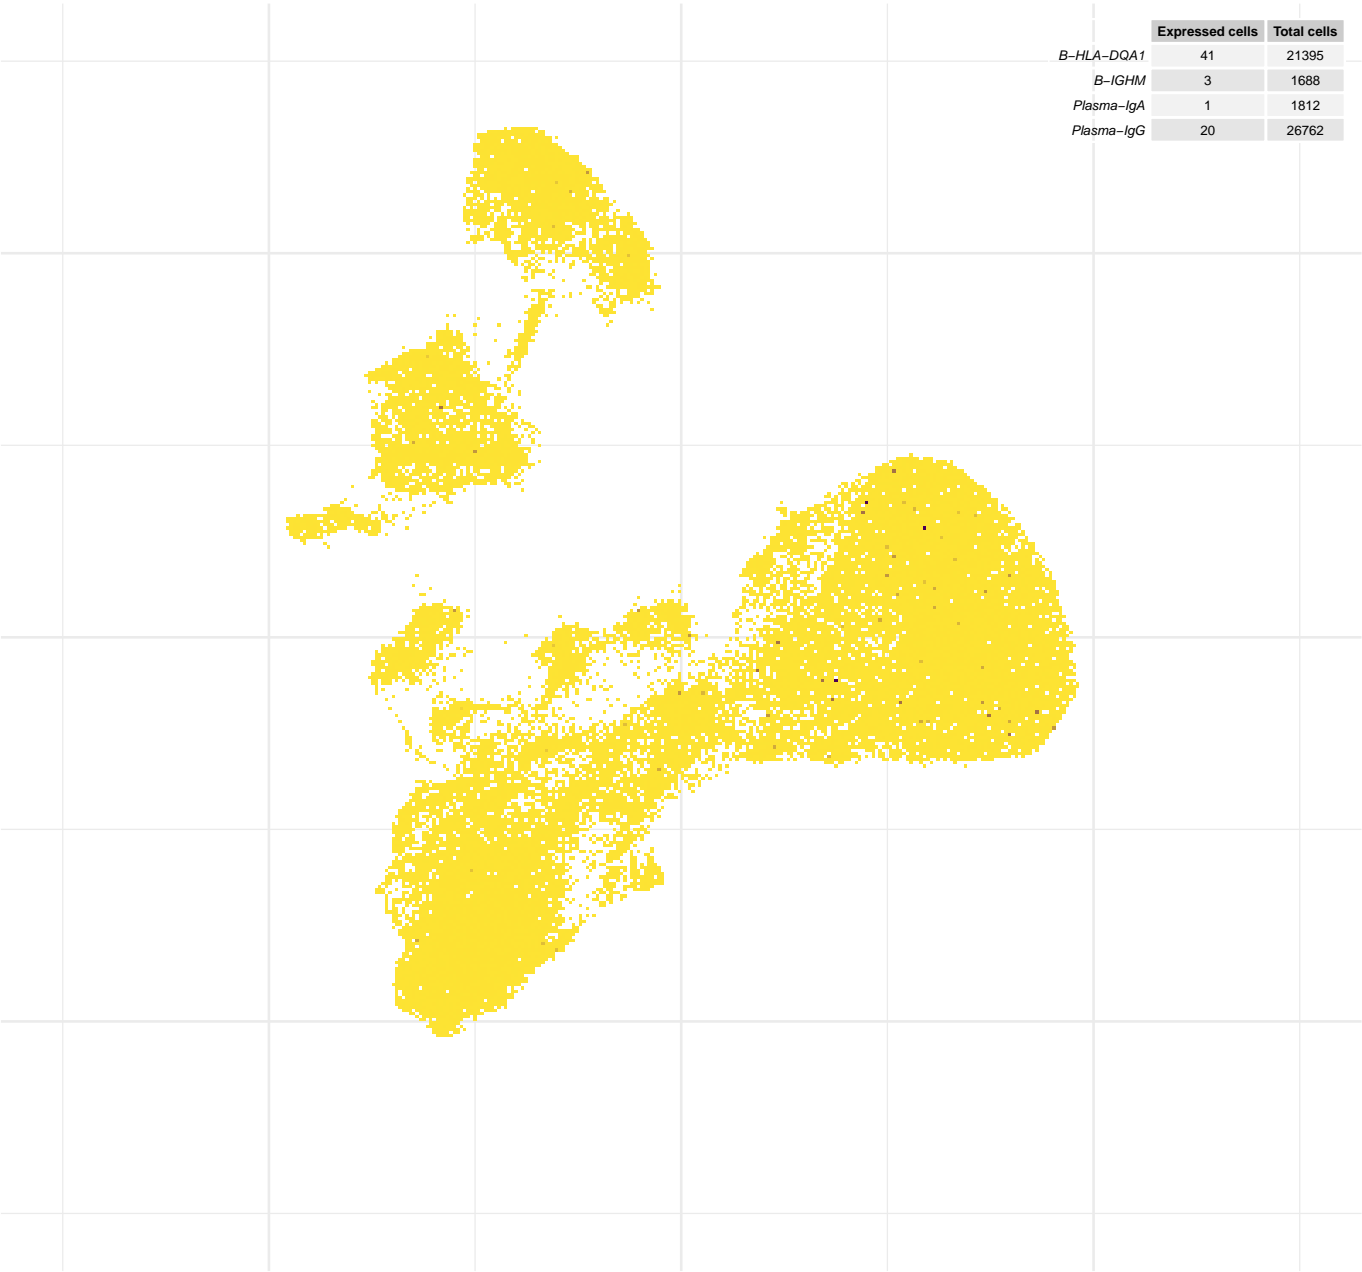 Expressed cells Total cells
B−HLA−DQA1 41 21395
B−IGHM 3 1688
Plasma−IgA 1 1812
Plasma−IgG 20 26762